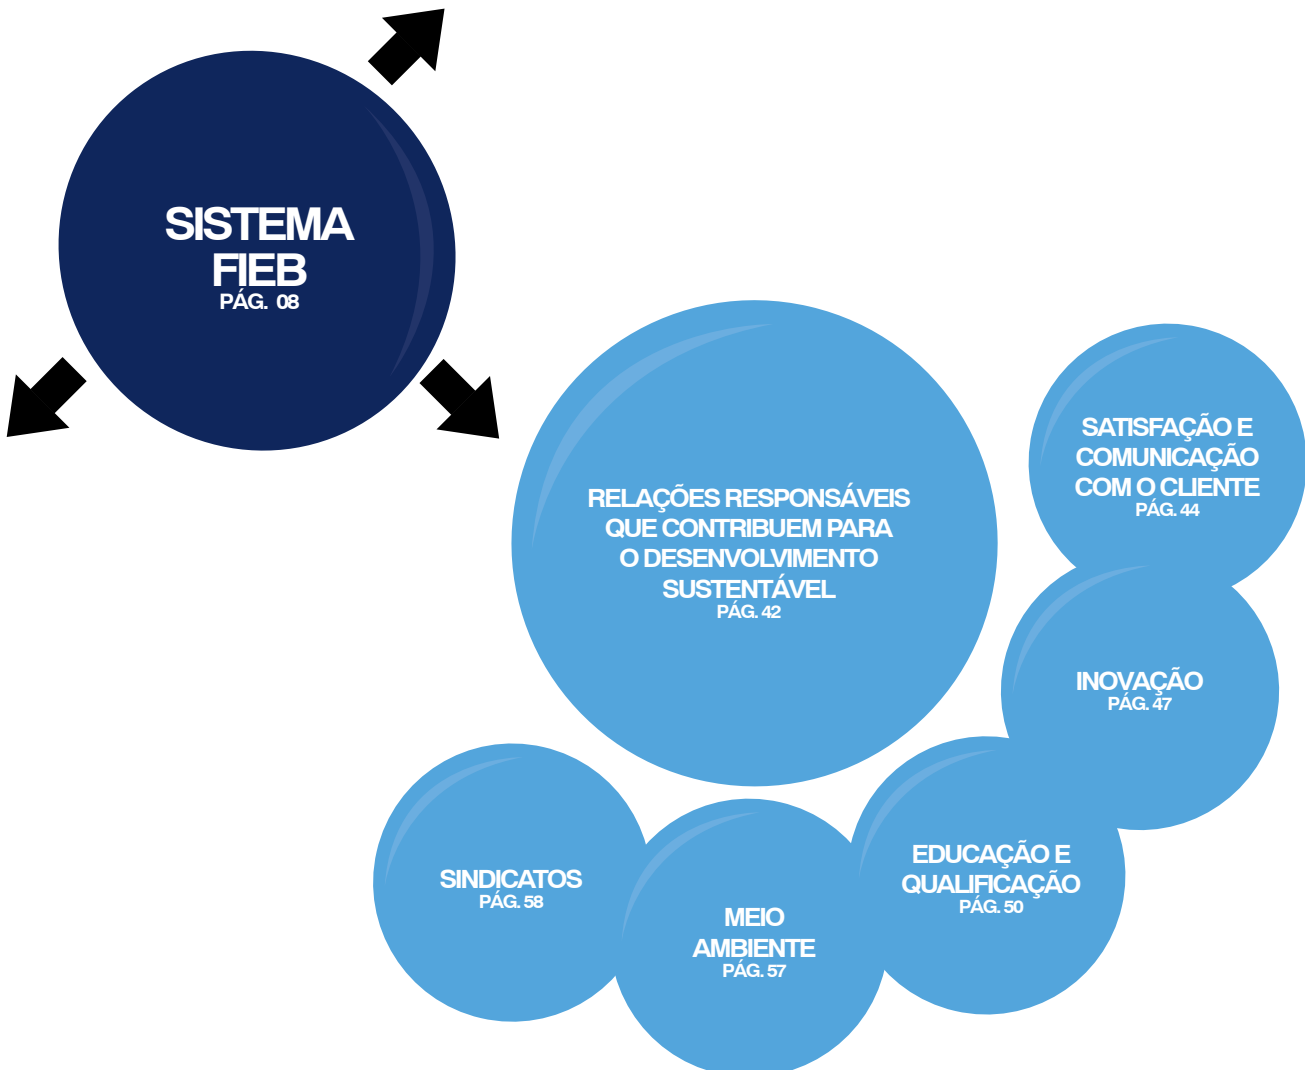 SISTEMA
FIEB
PÁG. 08
RELAÇÕES RESPONSÁVEIS
QUE CONTRIBUEM PARA
O DESENVOLVIMENTO
SUSTENTÁVEL
PÁG. 42
SATISFAÇÃO E
COMUNICAÇÃO
COM O CLIENTE
PÁG. 44
INOVAÇÃO
PÁG. 47
EDUCAÇÃO E
QUALIFICAÇÃO
PÁG. 50
MEIO
AMBIENTE
PÁG. 57
SINDICATOS
PÁG. 58